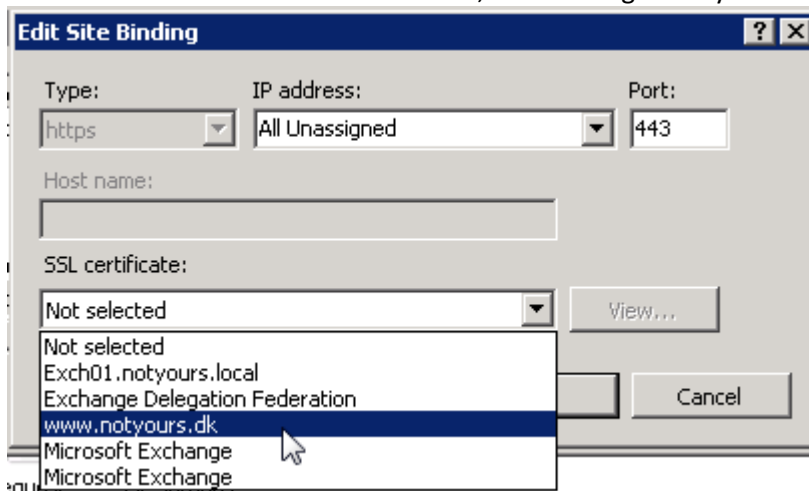 Edit Site Binding
Type: IP address: Port:
https All Unassigned 443
Host name:
SSL certificate:
Not selected View...
Not selected
Exch01.notyours.local
Exchange Delegation Federation
www.notyours.dk Cancel
Microsoft Exchange
Microsoft Exchange